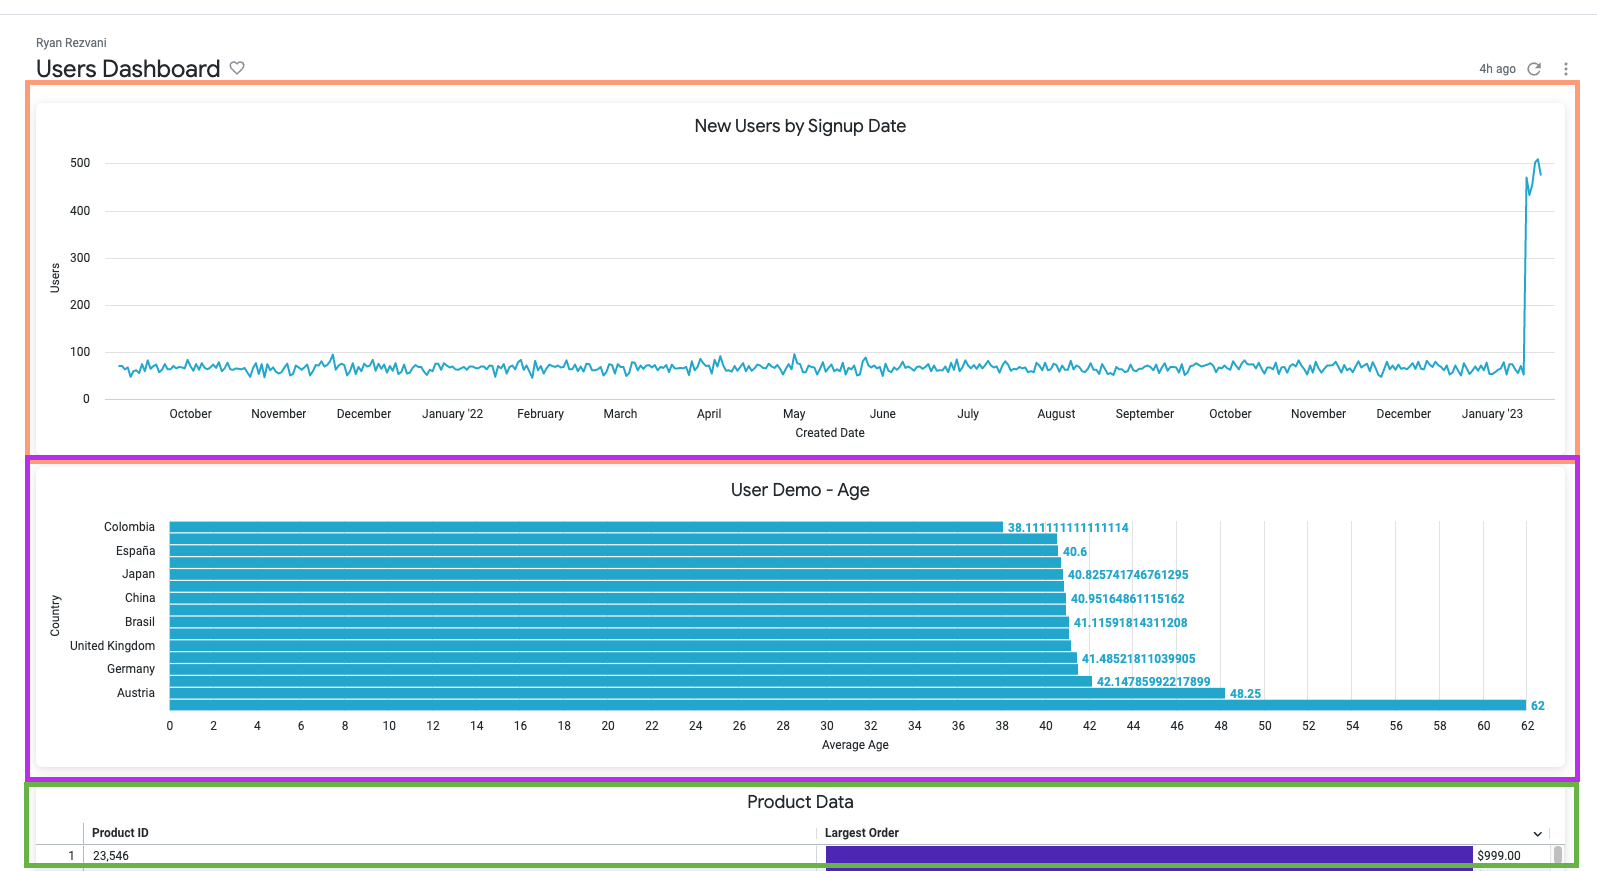 Ryan Rezvani
Users Dashboard
4h ago
New Users by Signup Date
500
400
300
200
100
0
Users
October November December January '22 February March April May June July August September October November December January '23
Created Date
User Demo - Age
Country
Colombia 38.111111111111114
España 40.6
Japan 40.825741746761295
China 40.95164861115162
Brasil 41.11591814311208
United Kingdom
41.48521811039905
Germany
42.14785992217899
Austria 48.25
62
0 2 4 6 8 10 12 14 16 18 20 22 24 26 28 30 32 34 36 38 40 42 44 46 48 50 52 54 56 58 60 62
Average Age
Product Data
Product ID Largest Order
1 23,546 $999.00